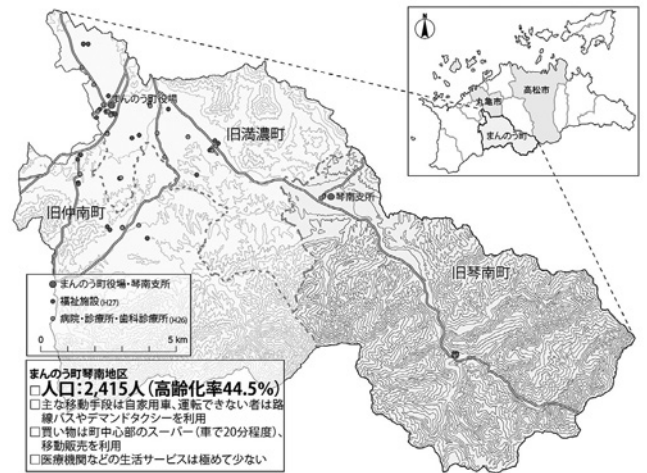 高松市
丸亀市
まんのう町
まんのう町役場
旧満濃町
琴南支所
旧仲南町
旧琴南町
まんのう町役場・琴南支所
福祉施設(H27)
病院・診療所・歯科診療所(H26)
0 5 km
まんのう町琴南地区
□人口:2,415人(高齢化率44.5%)
□主な移動手段は自家用車、運転できない者は路
線バスやデマンドタクシーを利用
□買い物は町中心部のスーパー(車で20分程度)、
移動販売を利用
□医療機関などの生活サービスは極めて少ない